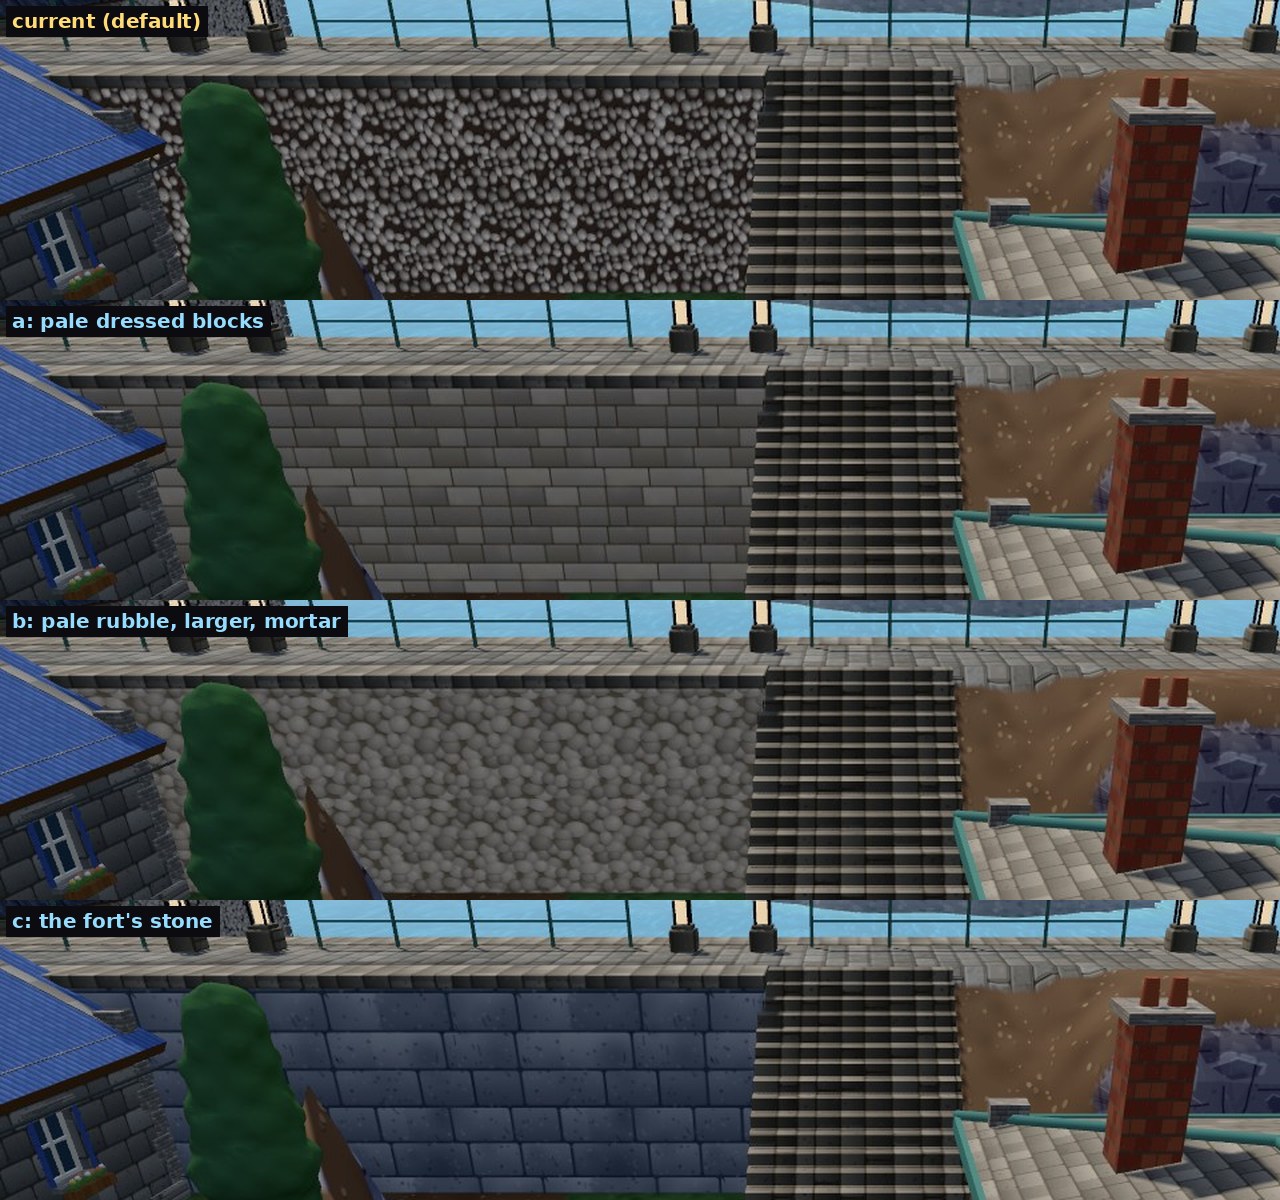 current (default)
a: pale dressed blocks
b: pale rubble, larger, mortar
c: the fort's stone